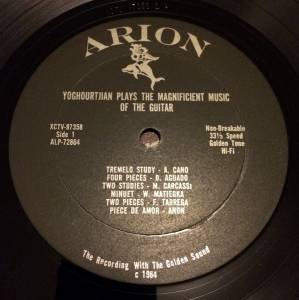 ARION
YOGHOURTJIAN PLAYS THE MAGNIFICIENT MUSIC
OF THE GUITAR
XCTV-87358
Side 1
ALP-72864
Non-Breakable
33⅓ Speed
Golden Tone
Hi-Fi
TREMELO STUDY - A. CANO
FOUR PIECES - D. AGUADO
TWO STUDIES - M. CARCASSI
MINUET - W. MATIEGKA
TWO PIECES - F. TARREGA
PIECE DE AMOR - ANON
The Recording With The Golden Sound
c 1964